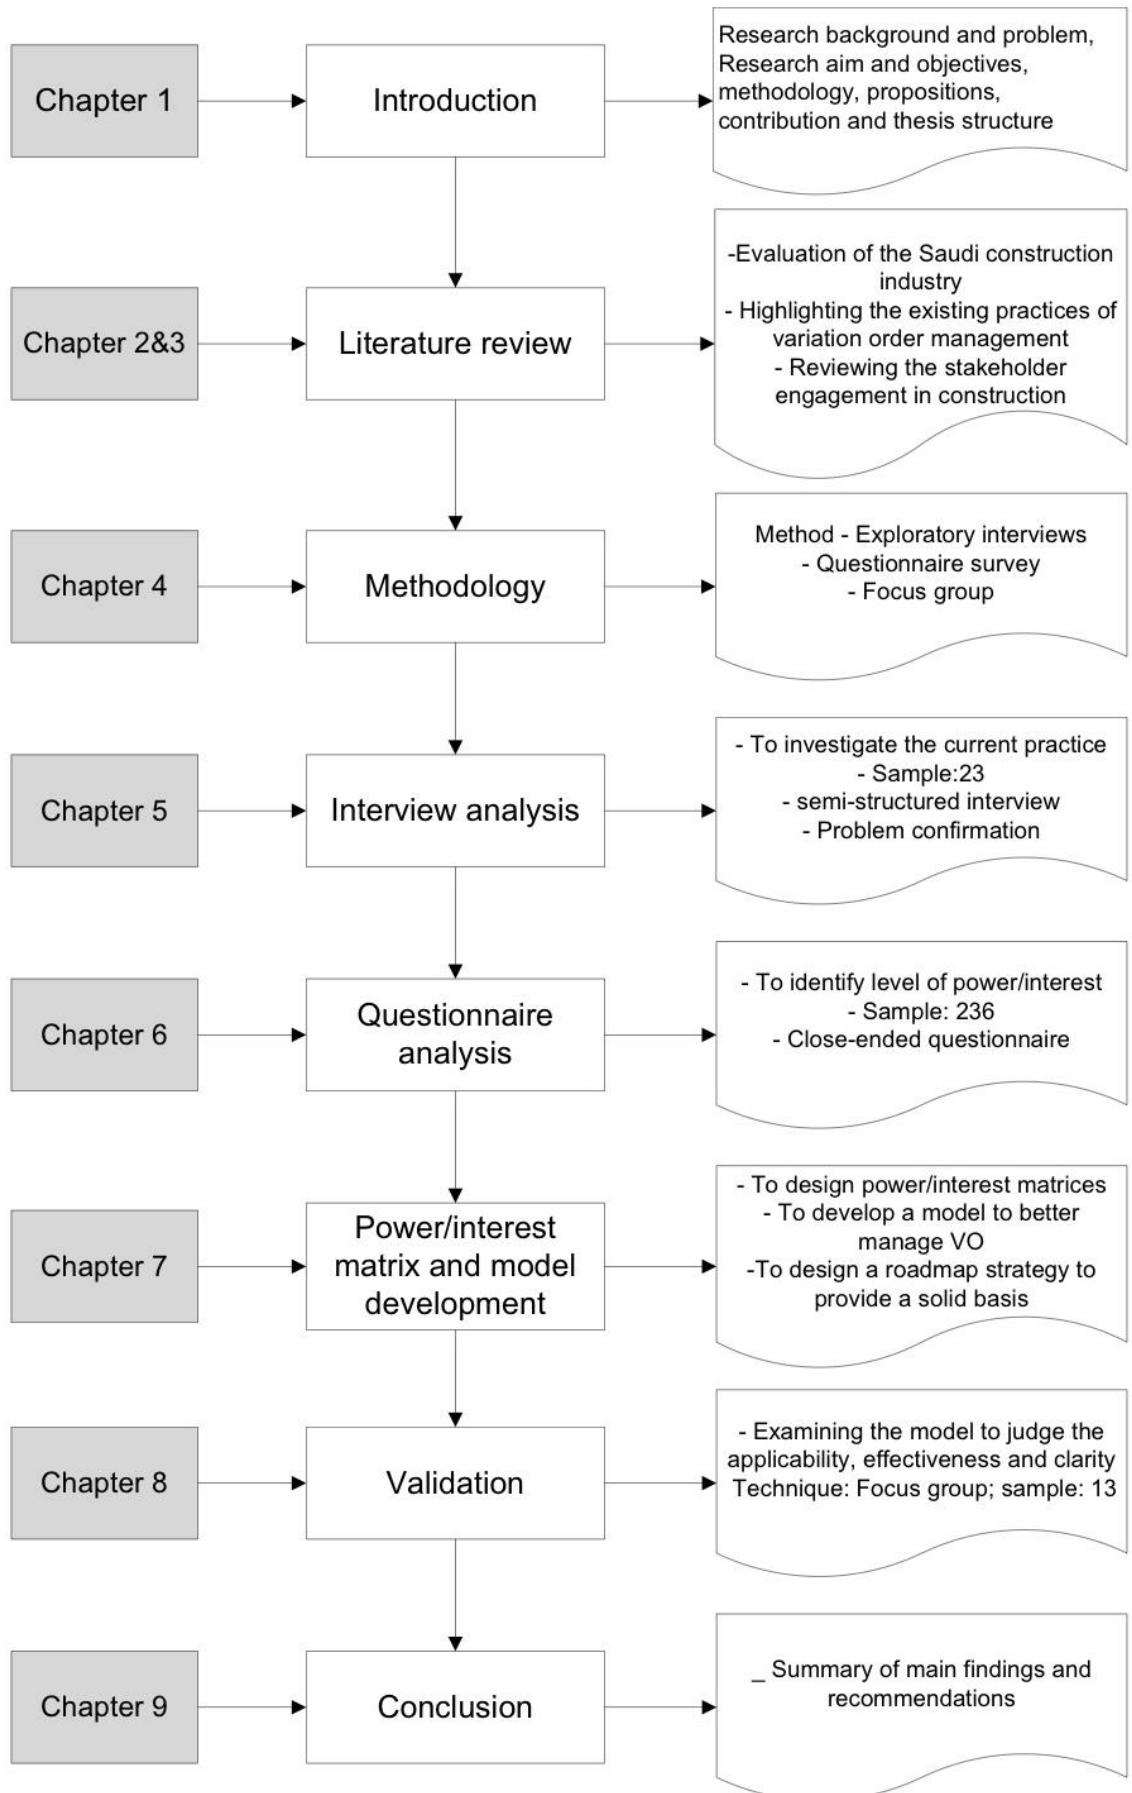 Chapter 1
Introduction
Research background and problem,
Research aim and objectives,
methodology, propositions,
contribution and thesis structure
Chapter 2&3
Literature review
-Evaluation of the Saudi construction
industry
- Highlighting the existing practices of
variation order management
- Reviewing the stakeholder
engagement in construction
Chapter 4
Methodology
Method - Exploratory interviews
- Questionnaire survey
- Focus group
Chapter 5
Interview analysis
- To investigate the current practice
- Sample:23
- semi-structured interview
- Problem confirmation
Chapter 6
Questionnaire
analysis
- To identify level of power/interest
- Sample: 236
- Close-ended questionnaire
Chapter 7
Power/interest
matrix and model
development
- To design power/interest matrices
- To develop a model to better
manage VO
-To design a roadmap strategy to
provide a solid basis
Chapter 8
Validation
- Examining the model to judge the
applicability, effectiveness and clarity
Technique: Focus group; sample: 13
Chapter 9
Conclusion
_ Summary of main findings and
recommendations